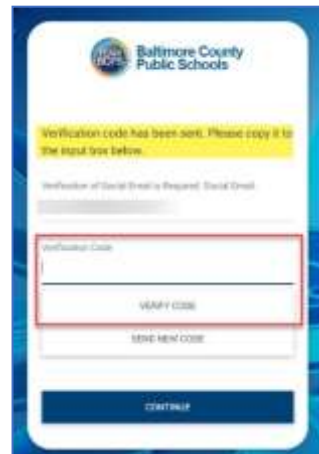 Baltimore County
Public Schools
Verification code has been sent. Please copy it to
the input box below.
Verification of Social Email is Required. Social Email
Verification Code
VERIFY CODE
SEND NEW CODE
CONTINUE